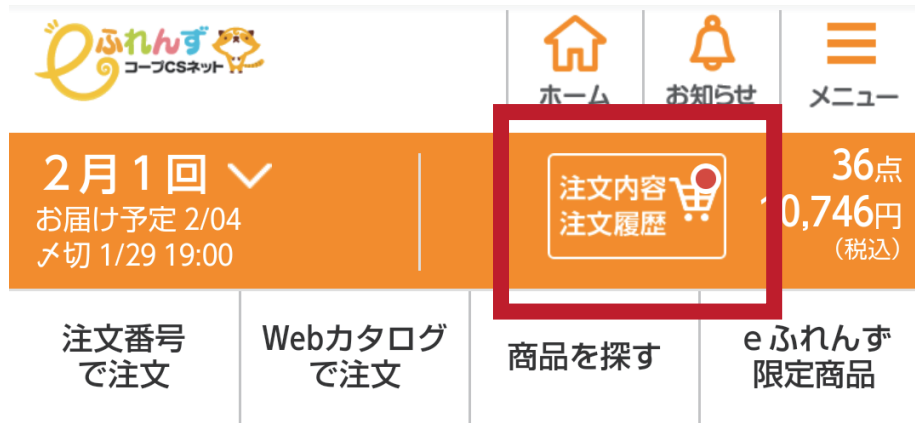 eふれんず
コープCSネット
ホーム
お知らせ
メニュー
2月1回
お届け予定 2/04
〆切 1/29 19:00
注文内容
注文履歴
36点
0,746円
(税込)
注文番号
で注文
Webカタログ
で注文
商品を探す
eふれんず
限定商品